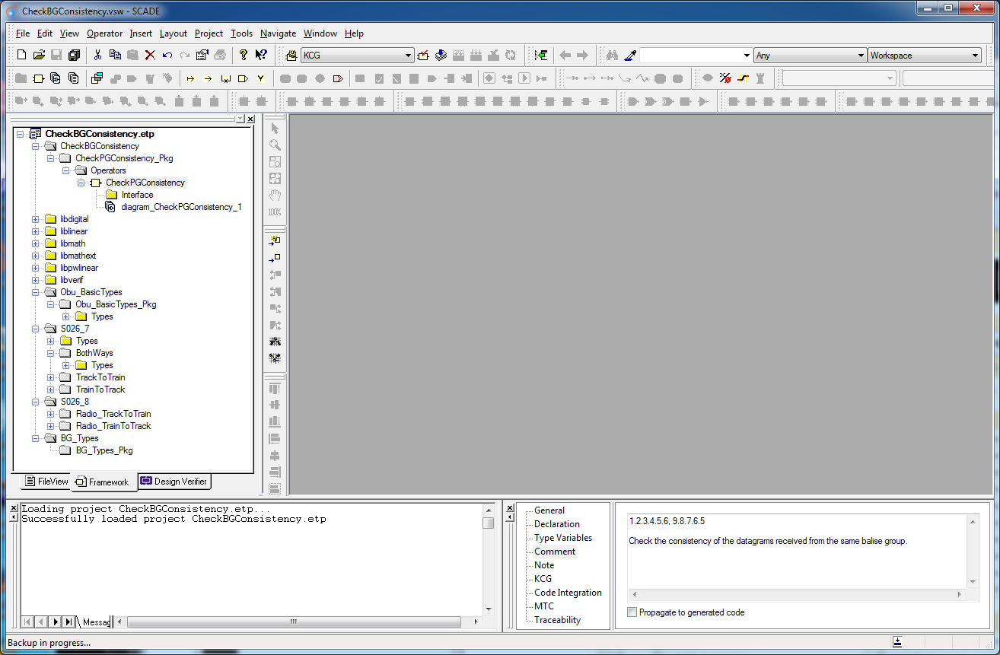 CheckBGConsistency.vsw - SCADE
File Edit View Operator Insert Layout Project Tools Navigate Window Help
KCG Any Workspace
CheckBGConsistency.etp
CheckBGConsistency
CheckPGConsistency_Pkg
Operators
CheckPGConsistency
Interface
diagram_CheckPGConsistency_1
libdigital
liblinear
libmath
libmathext
libpwlinear
libverif
Obu_BasicTypes
Obu_BasicTypes_Pkg
Types
S026_7
Types
BothWays
Types
TrackToTrain
TrainToTrack
S026_8
Radio_TrackToTrain
Radio_TrainToTrack
BG_Types
BG_Types_Pkg
100%
FileView Framework Design Verifier
Loading project CheckBGConsistency.etp...
Successfully loaded project CheckBGConsistency.etp
Messag
General
Declaration
Type Variables
Comment
Note
KCG
Code Integration
MTC
Traceability
1.2.3.4.5.6, 9.8.7.6.5
Check the consistency of the datagrams received from the same balise group.
Propagate to generated code
Backup in progress...